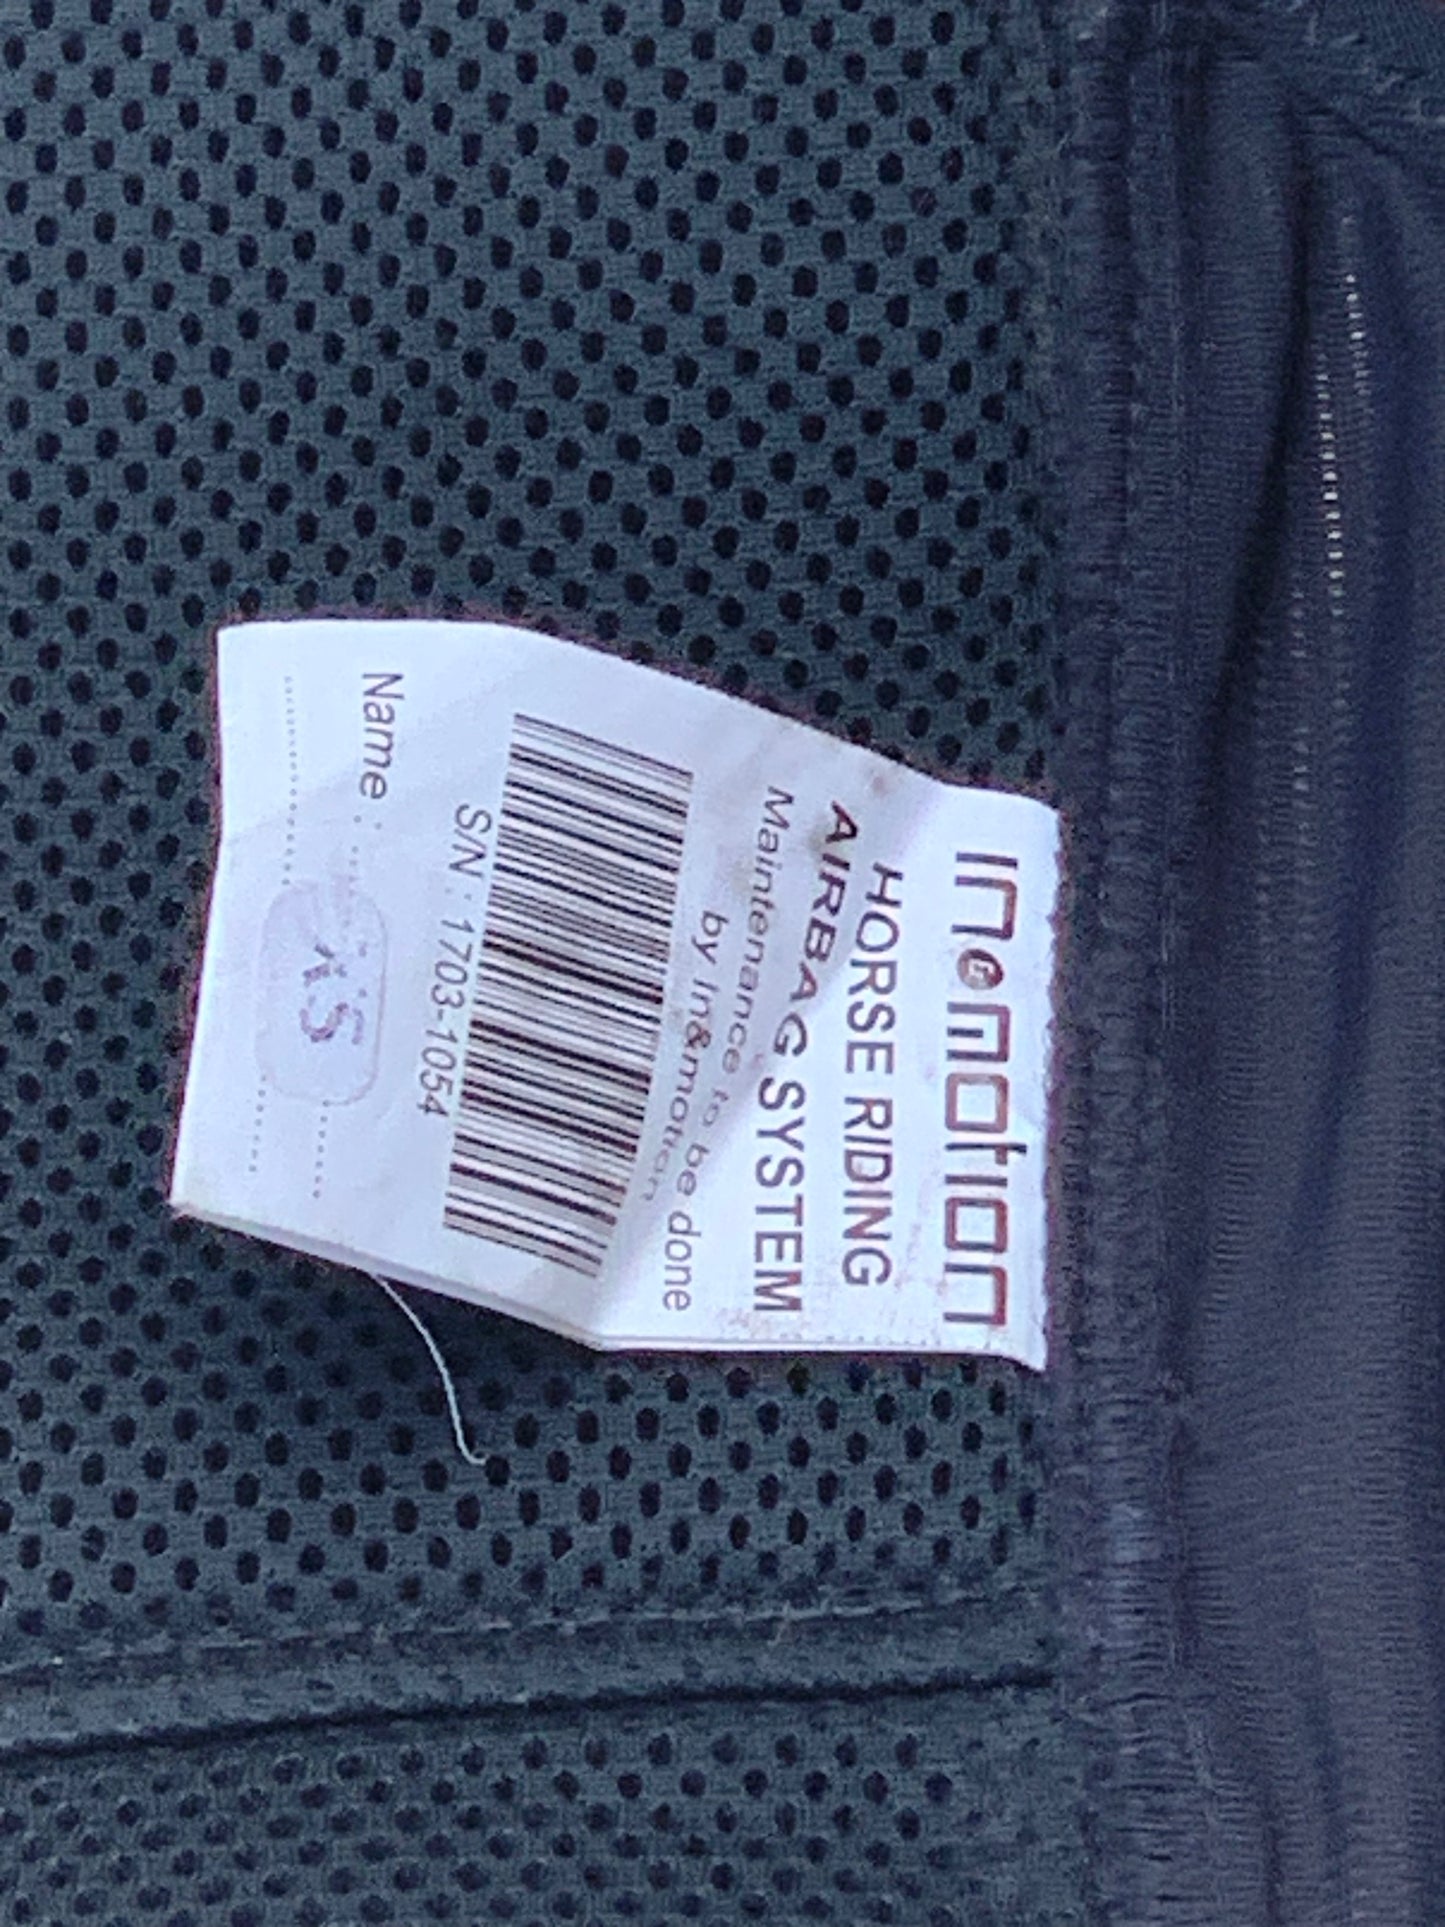 In&motion
HORSE RIDING
AIRBAG SYSTEM
Maintenance to be done
by In&motion
S/N : 1703-1054
Name :
XS